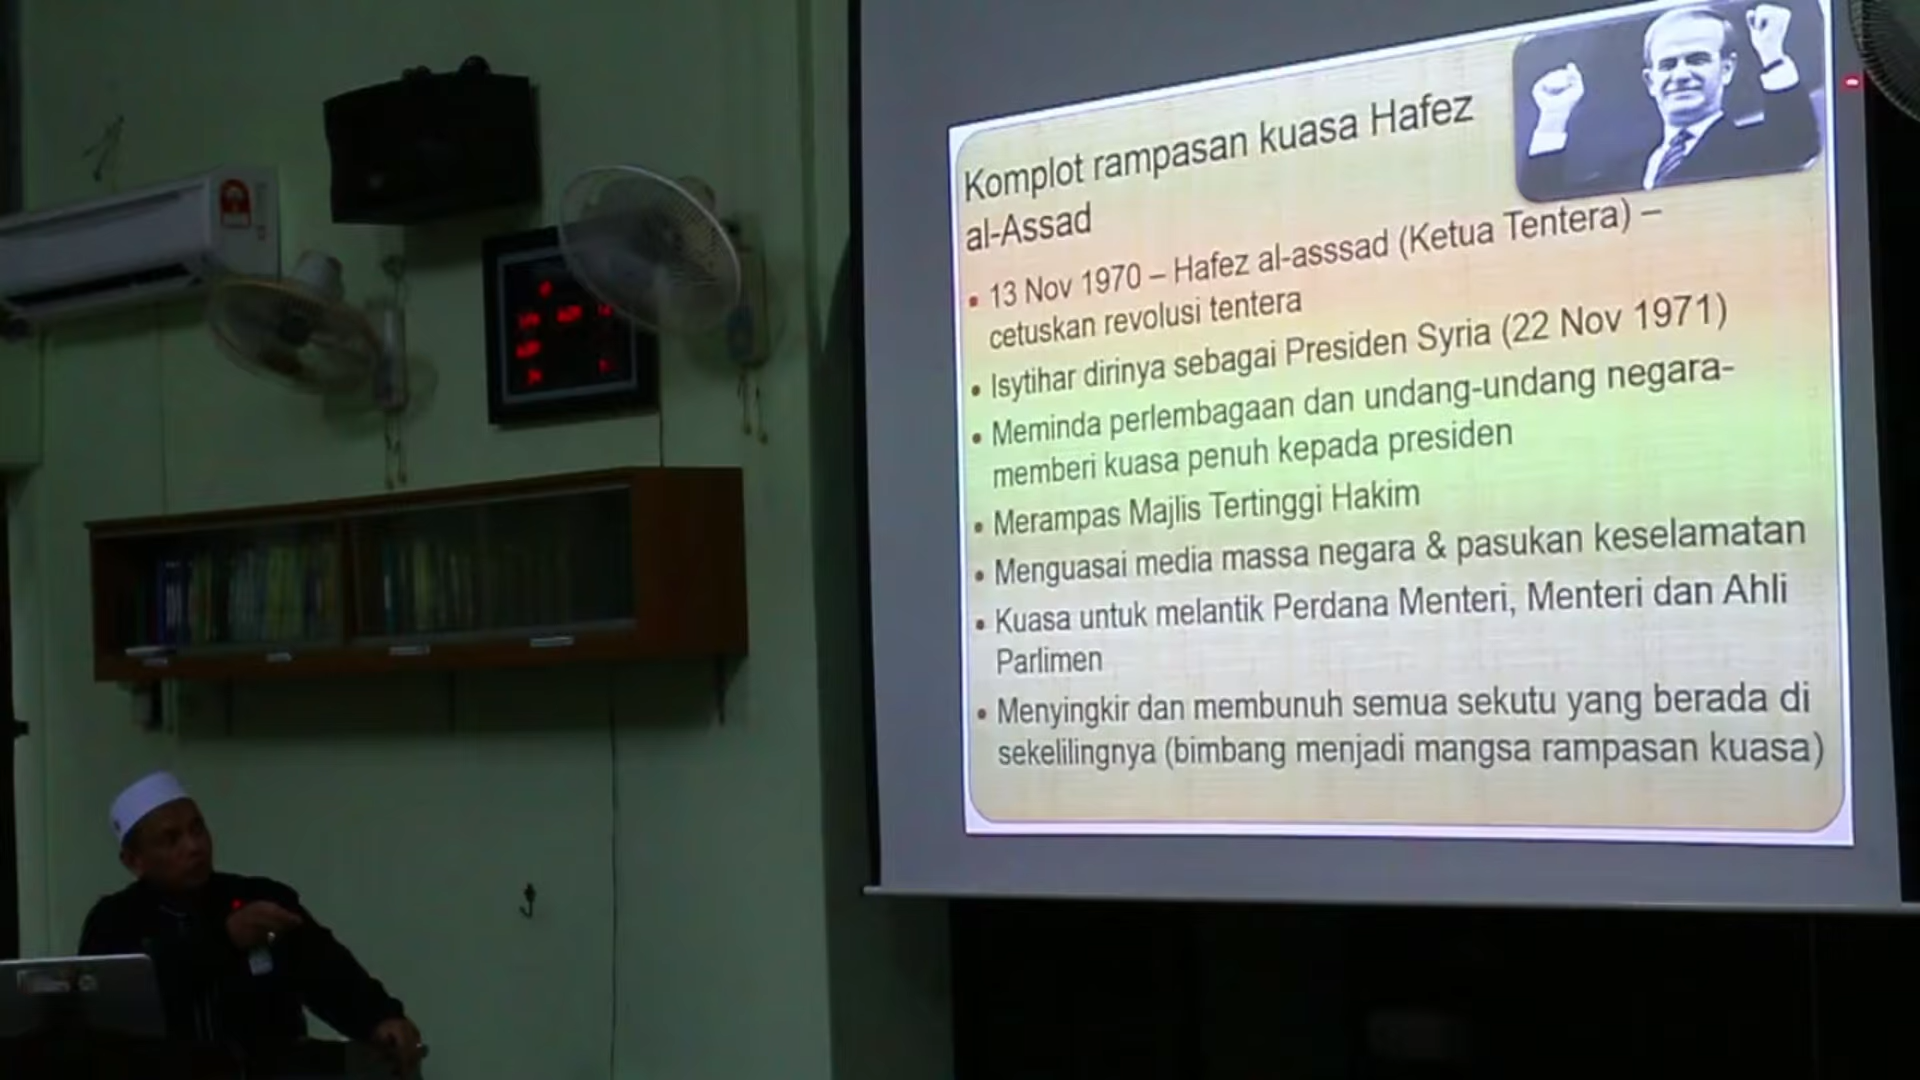 Komplot rampasan kuasa Hafez
al-Assad
• 13 Nov 1970 – Hafez al-asssad (Ketua Tentera) –
cetuskan revolusi tentera
• Isytihar dirinya sebagai Presiden Syria (22 Nov 1971)
• Meminda perlembagaan dan undang-undang negara-
memberi kuasa penuh kepada presiden
• Merampas Majlis Tertinggi Hakim
• Menguasai media massa negara & pasukan keselamatan
• Kuasa untuk melantik Perdana Menteri, Menteri dan Ahli
Parlimen
• Menyingkir dan membunuh semua sekutu yang berada di
sekelilingnya (bimbang menjadi mangsa rampasan kuasa)